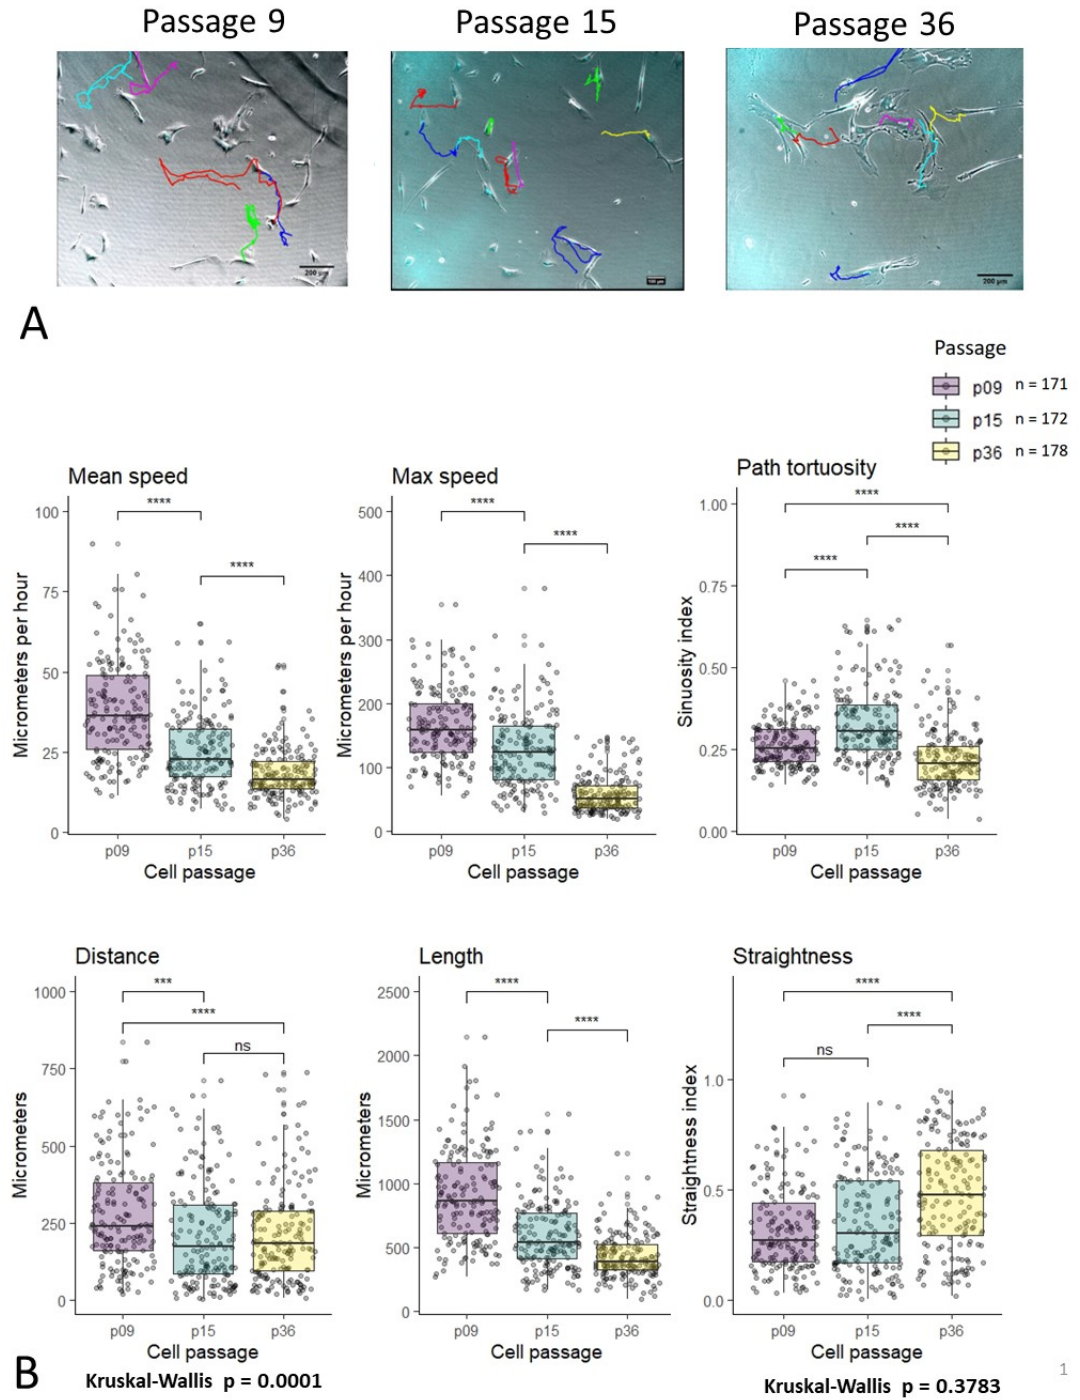 Passage 9
Passage 15
Passage 36
200 µm
200 µm
A
Passage
p09 n = 171
p15 n = 172
p36 n = 178
Mean speed
Micrometers per hour
100
75
50
25
0
****
****
p09 p15 p36
Cell passage
Max speed
Micrometers per hour
500
400
300
200
100
0
****
****
p09 p15 p36
Cell passage
Path tortuosity
Sinuosity index
1.00
0.75
0.50
0.25
0.00
****
****
****
p09 p15 p36
Cell passage
Distance
Micrometers
1000
750
500
250
0
***
****
ns
p09 p15 p36
Cell passage
Length
Micrometers
2500
2000
1500
1000
500
0
****
****
p09 p15 p36
Cell passage
Straightness
Straightness index
1.0
0.5
0.0
****
****
ns
p09 p15 p36
Cell passage
B
Kruskal-Wallis p = 0.0001
Kruskal-Wallis p = 0.3783
1